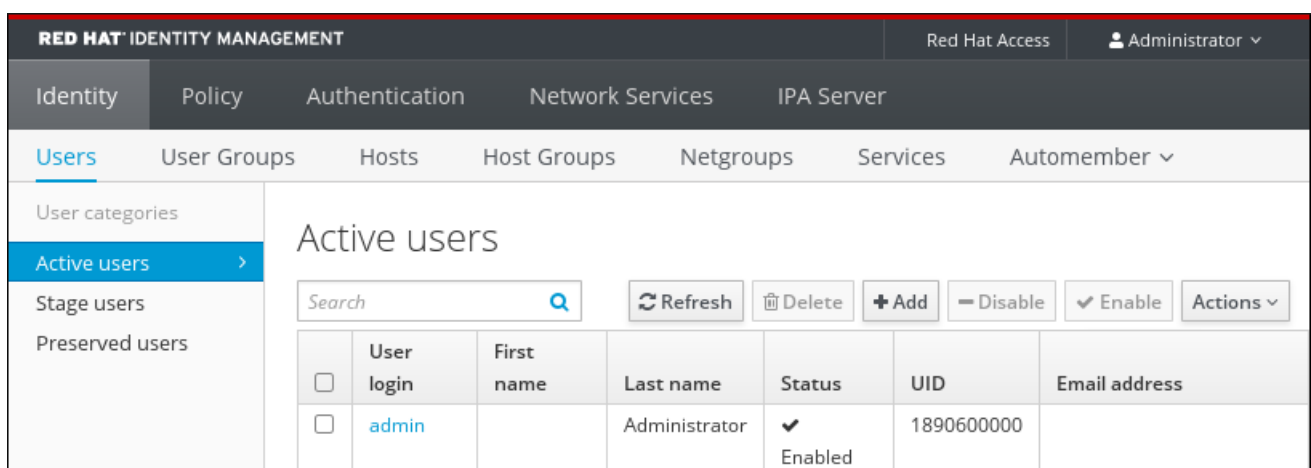 RED HAT IDENTITY MANAGEMENT Red Hat Access Administrator
Identity Policy Authentication Network Services IPA Server
Users User Groups Hosts Host Groups Netgroups Services Automember
User categories
Active users
Stage users
Preserved users
Active users
Search Refresh Delete Add Disable Enable Actions
User login First name Last name Status UID Email address
admin Administrator Enabled 1890600000